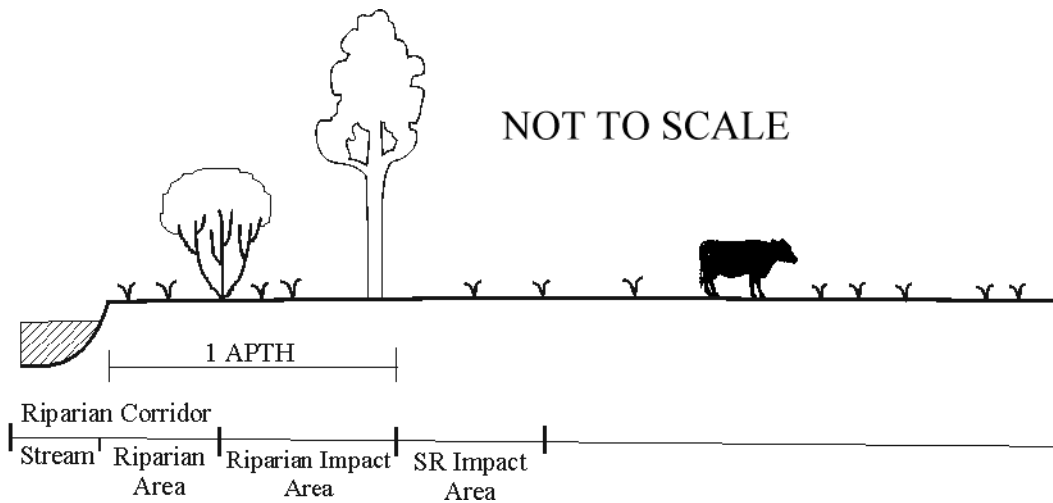 NOT TO SCALE
1 APTH
Riparian Corridor
Stream
Riparian
Area
Riparian Impact
Area
SR Impact
Area